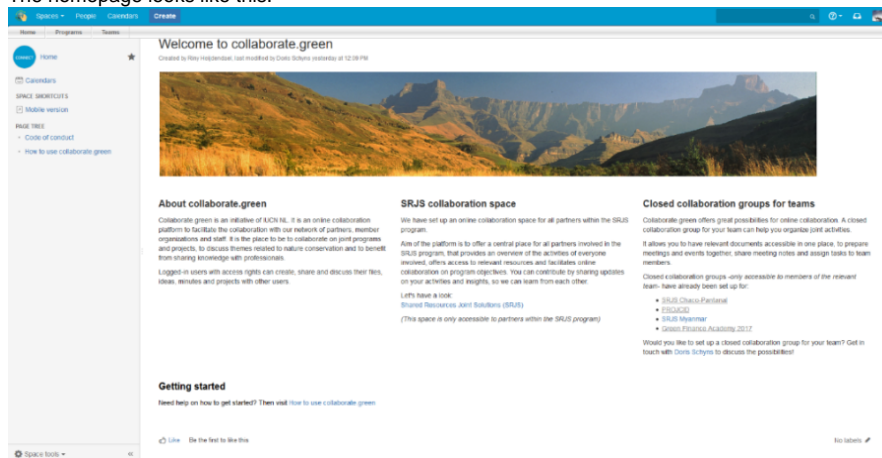 The homepage looks like this:
Spaces People Calendars Create
Home Programs Teams
CONNECT Home
Calendars
SPACE SHORTCUTS
Mobile version
PAGE TREE
Code of conduct
How to use collaborate.green
Welcome to collaborate.green
Created by Riky Heijdendael, last modified by Doris Schyns yesterday at 12:09 PM
About collaborate.green
Collaborate.green is an initiative of IUCN NL. It is an online collaboration
platform to facilitate the collaboration with our network of partners, member
organizations and staff. It is the place to be to collaborate on joint programs
and projects, to discuss themes related to nature conservation and to benefit
from sharing knowledge with professionals.
Logged-in users with access rights can create, share and discuss their files,
ideas, minutes and projects with other users.
SRJS collaboration space
We have set up an online collaboration space for all partners within the SRJS
program.
Aim of the platform is to offer a central place for all partners involved in the
SRJS program, that provides an overview of the activities of everyone
involved, offers access to relevant resources and facilitates online
collaboration on program objectives. You can contribute by sharing updates
on your activities and insights, so we can learn from each other.
Let's have a look:
Shared Resources Joint Solutions (SRJS)
(This space is only accessible to partners within the SRJS program)
Closed collaboration groups for teams
Collaborate green offers great possibilities for online collaboration. A closed
collaboration group for your team can help you organize joint activities.
It allows you to have relevant documents accessible in one place, to prepare
meetings and events together, share meeting notes and assign tasks to team
members.
Closed collaboration groups -only accessible to members of the relevant
team- have already been set up for:
SRJS Chaco-Pantanal
PROJCID
SRJS Myanmar
Green Finance Academy 2017
Would you like to set up a closed collaboration group for your team? Get in
touch with Doris Schyns to discuss the possibilities!
Getting started
Need help on how to get started? Then visit How to use collaborate.green
Like Be the first to like this
No labels
Space tools